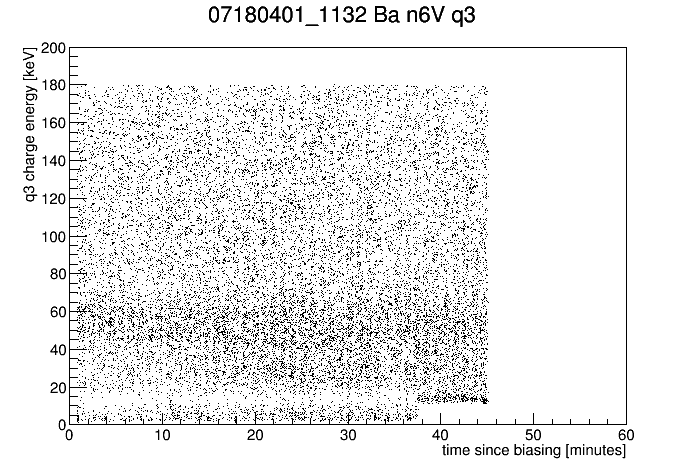 07180401_1132 Ba n6V q3
q3 charge energy [keV]
200
180
160
140
120
100
80
60
40
20
0
0 10 20 30 40 50 60
time since biasing [minutes]